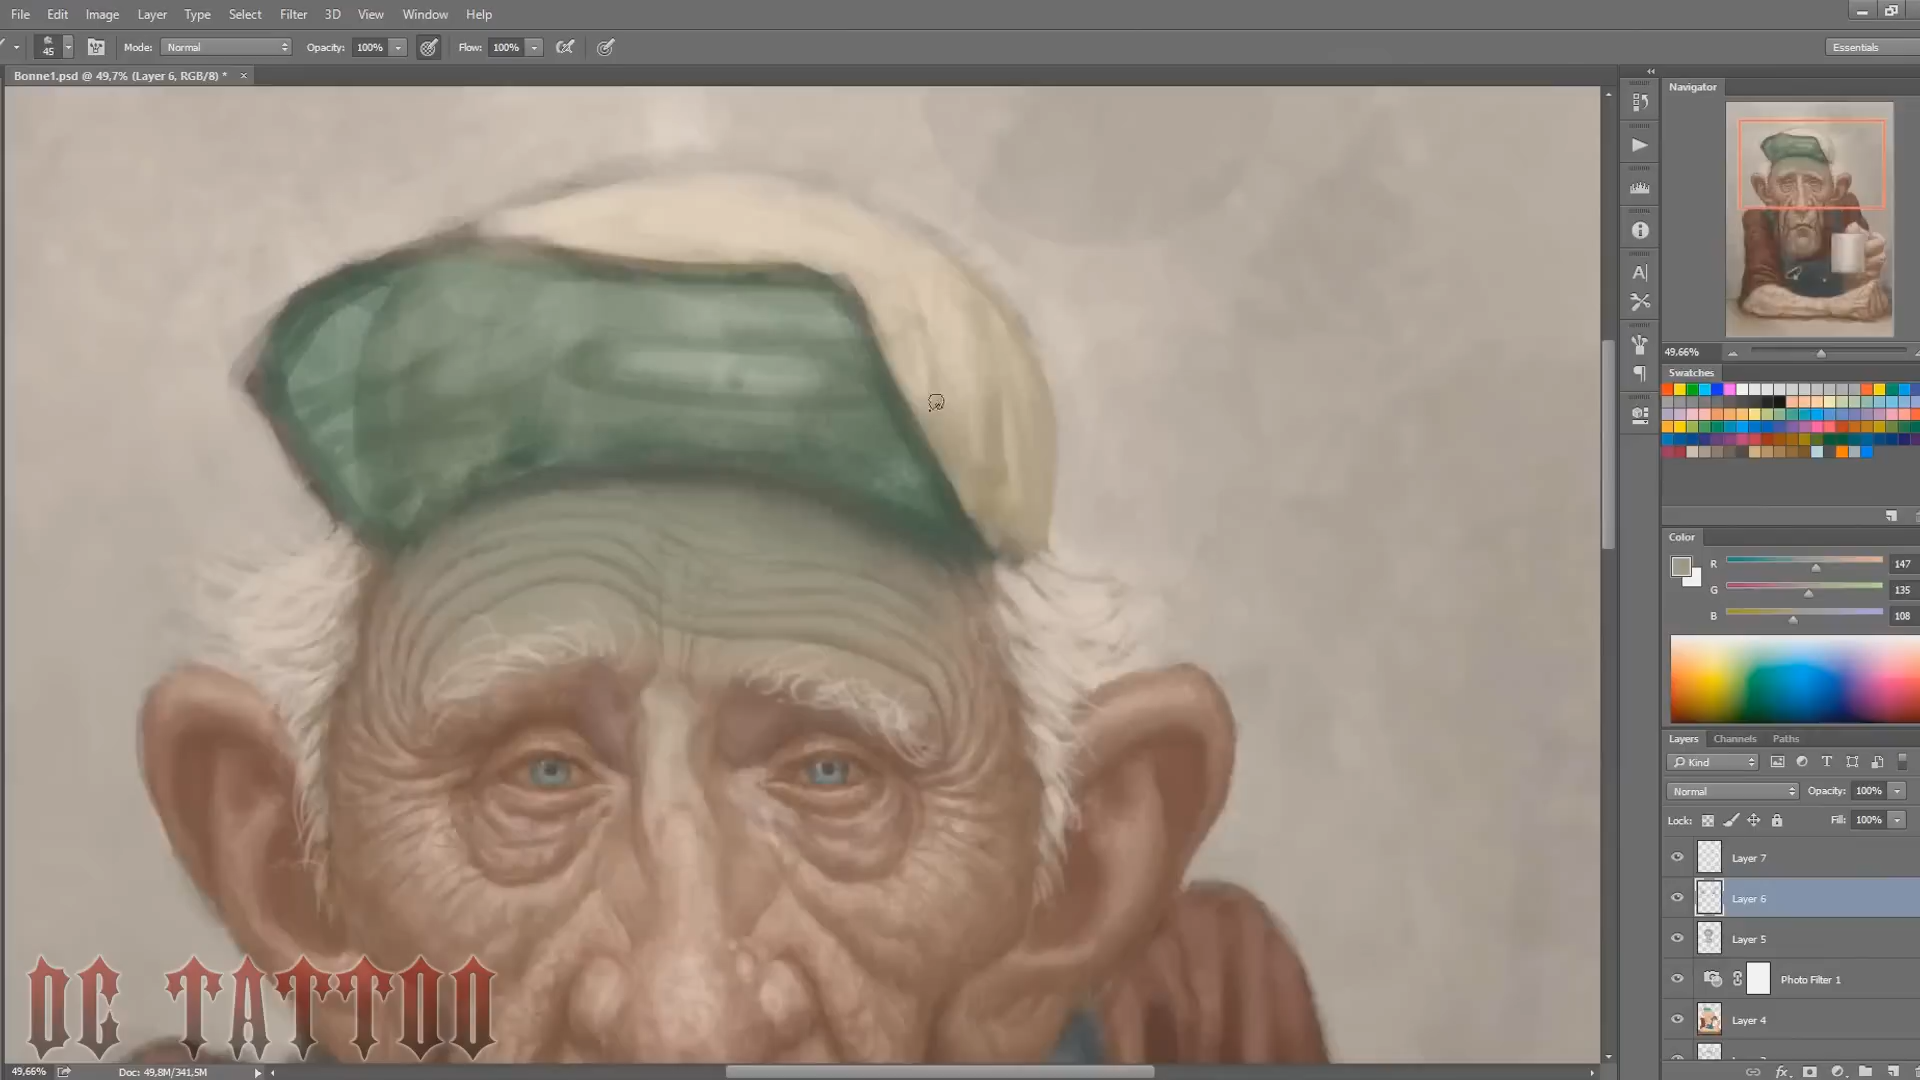 File Edit Image Layer Type Select Filter 3D View Window Help
45 Mode: Normal Opacity: 100% Flow: 100% Essentials
Bonne1.psd @ 49,7% (Layer 6, RGB/8) * ×
Navigator
49,66%
Swatches
Color
R 147
G 135
B 108
Layers Channels Paths
Kind
Normal Opacity: 100%
Lock: Fill: 100%
Layer 7
Layer 6
Layer 5
Photo Filter 1
Layer 4
DC TATTOO
49,66% Doc: 49,8M/341,5M